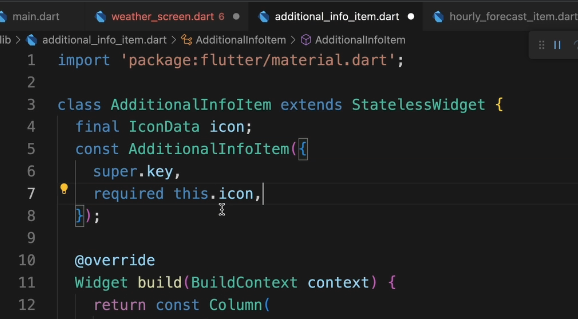 main.dart weather_screen.dart 6 additional_info_item.dart hourly_forecast_item.dart
lib > additional_info_item.dart > AdditionalInfoItem > AdditionalInfoItem
1 import 'package:flutter/material.dart';
2
3 class AdditionalInfoItem extends StatelessWidget {
4 final IconData icon;
5 const AdditionalInfoItem({
6 super.key,
7 required this.icon,
8 });
9
10 @override
11 Widget build(BuildContext context) {
12 return const Column(